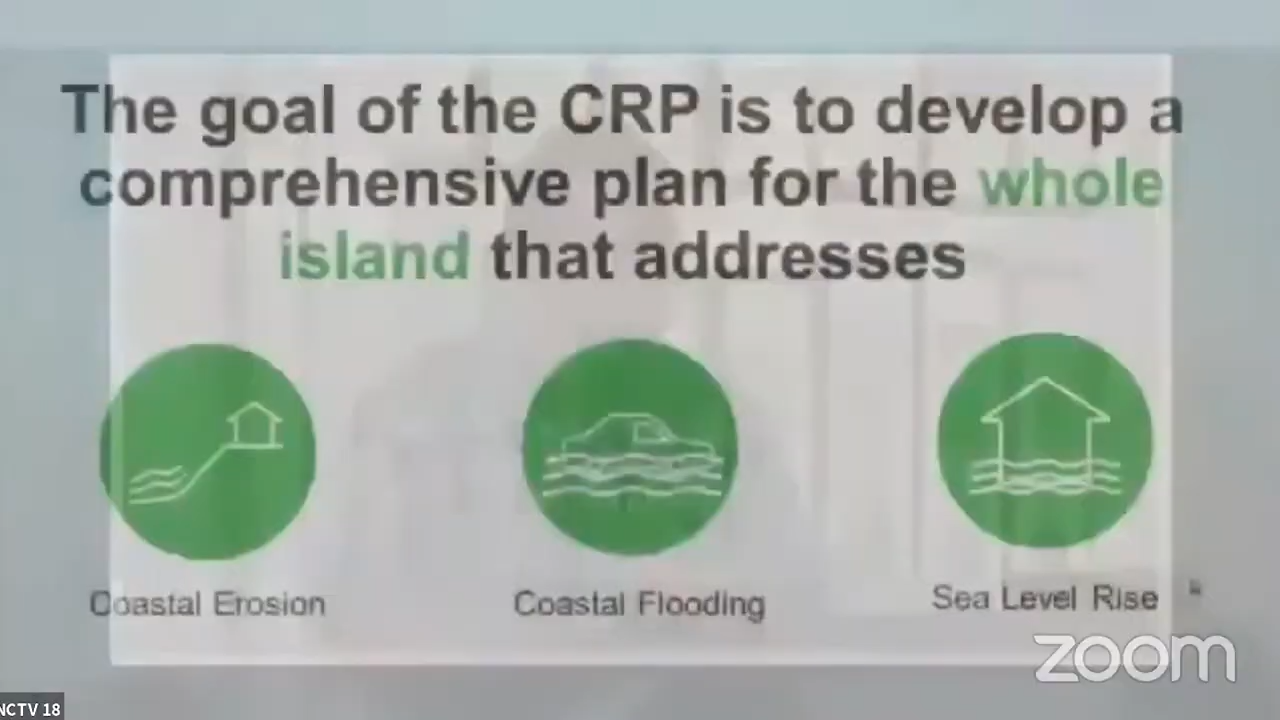 The goal of the CRP is to develop a
comprehensive plan for the whole
island that addresses
Coastal Erosion
Coastal Flooding
Sea Level Rise
zoom
NCTV 18